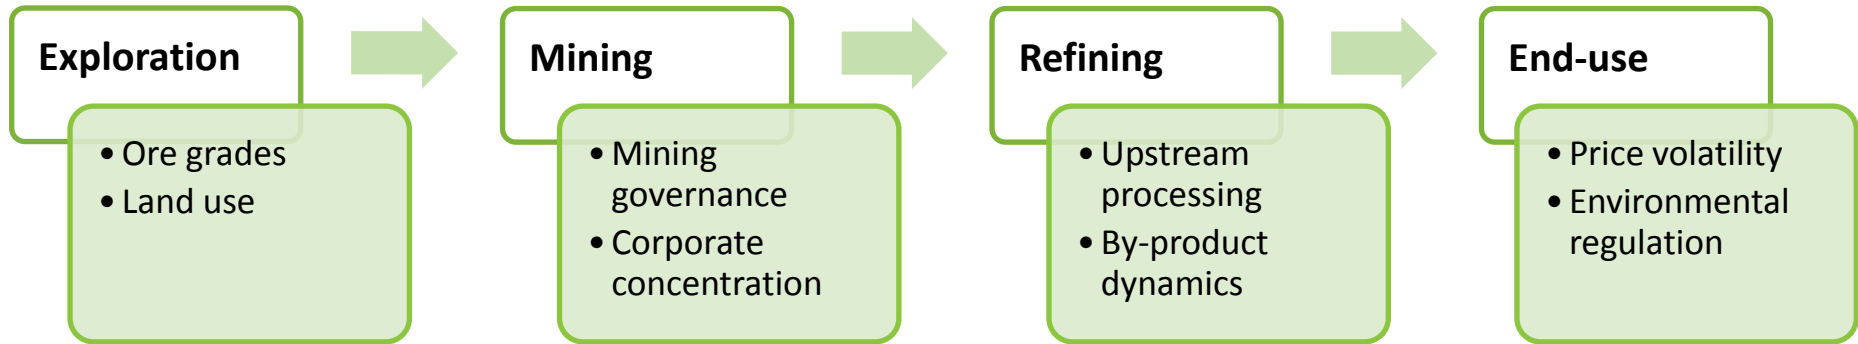 Exploration
• Ore grades
• Land use
Mining
• Mining
governance
• Corporate
concentration
Refining
• Upstream
processing
• By-product
dynamics
End-use
• Price volatility
• Environmental
regulation